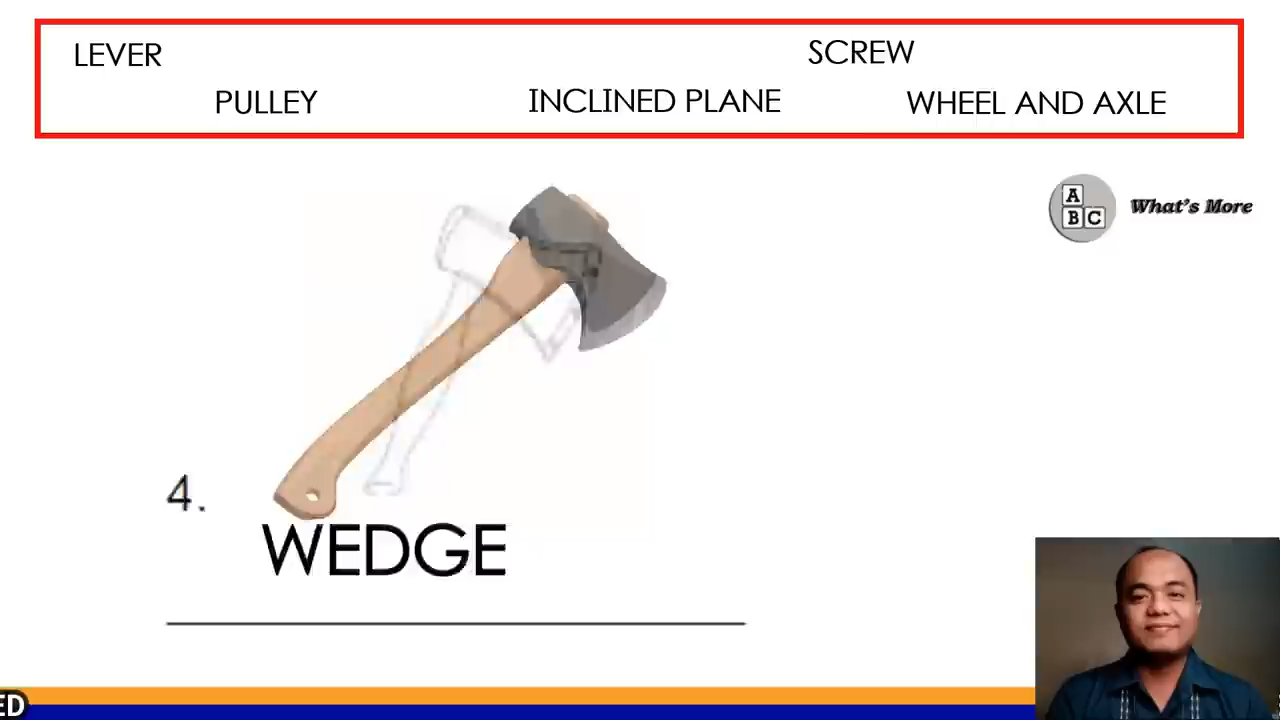 LEVER
SCREW
PULLEY
INCLINED PLANE
WHEEL AND AXLE
A
B C
What's More
4.
WEDGE
ED